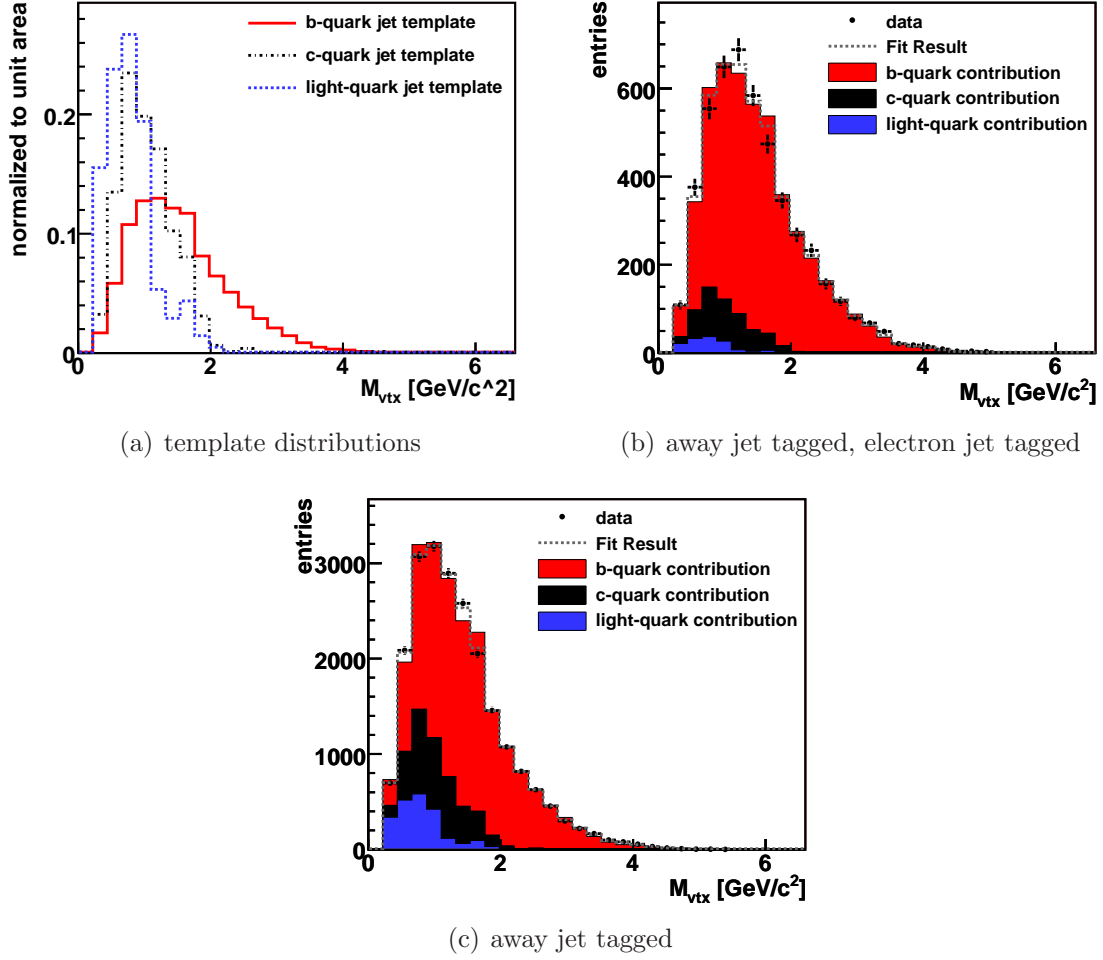 normalized to unit area
b-quark jet template
c-quark jet template
light-quark jet template
0.2
0.1
0
0
2
4
6
M_vtx [GeV/c^2]
(a) template distributions
entries
data
Fit Result
b-quark contribution
c-quark contribution
light-quark contribution
600
400
200
0
0
2
4
6
M_vtx [GeV/c²]
(b) away jet tagged, electron jet tagged
entries
data
Fit Result
b-quark contribution
c-quark contribution
light-quark contribution
3000
2000
1000
0
0
2
4
6
M_vtx [GeV/c²]
(c) away jet tagged